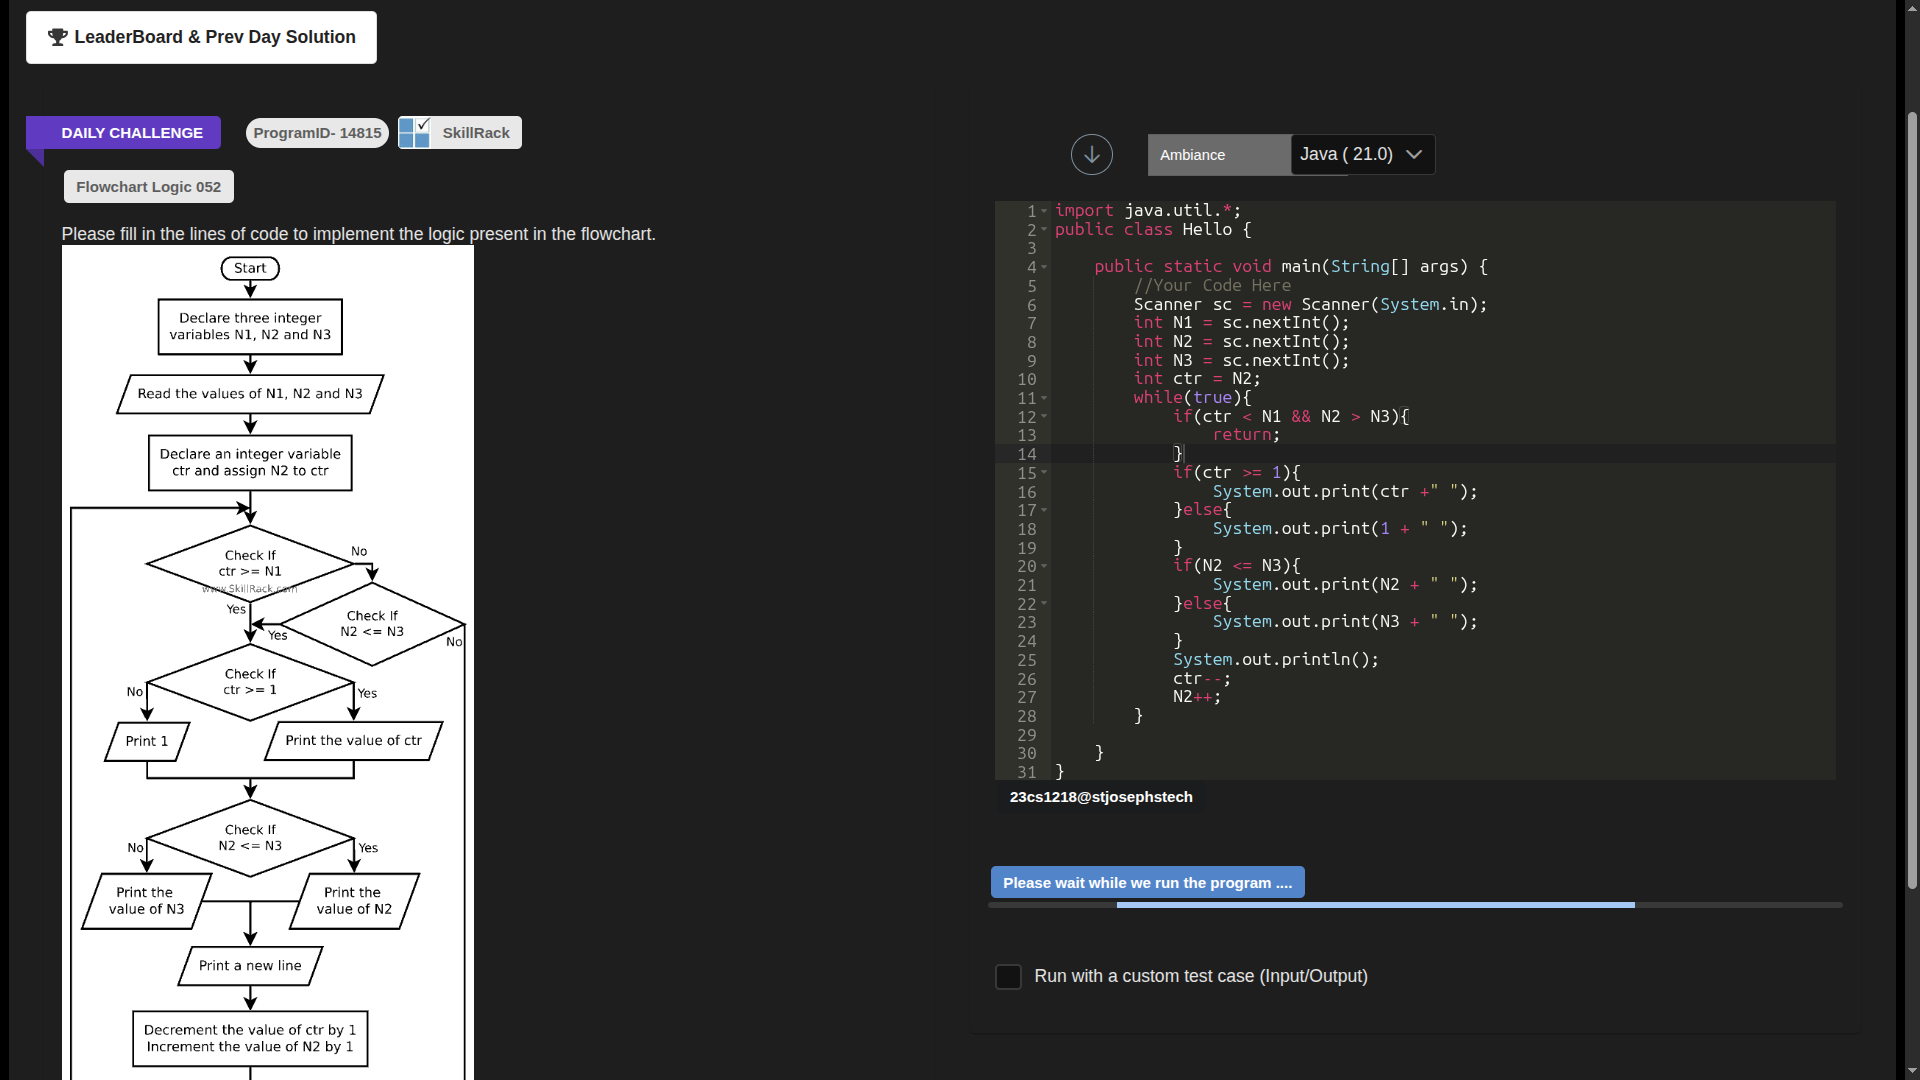 LeaderBoard & Prev Day Solution
DAILY CHALLENGE
ProgramID- 14815
SkillRack
Flowchart Logic 052
Please fill in the lines of code to implement the logic present in the flowchart.
Start
Declare three integer
variables N1, N2 and N3
Read the values of N1, N2 and N3
Declare an integer variable
ctr and assign N2 to ctr
Check If
ctr >= N1
No
www.SkillRack.com
Yes
Check If
N2 <= N3
Yes
No
Check If
ctr >= 1
No
Yes
Print 1
Print the value of ctr
Check If
N2 <= N3
No
Yes
Print the
value of N3
Print the
value of N2
Print a new line
Decrement the value of ctr by 1
Increment the value of N2 by 1
Ambiance
Java ( 21.0)
1 import java.util.*;
2 public class Hello {
3
4 public static void main(String[] args) {
5 //Your Code Here
6 Scanner sc = new Scanner(System.in);
7 int N1 = sc.nextInt();
8 int N2 = sc.nextInt();
9 int N3 = sc.nextInt();
10 int ctr = N2;
11 while(true){
12 if(ctr < N1 && N2 > N3){
13 return;
14 }
15 if(ctr >= 1){
16 System.out.print(ctr +" ");
17 }else{
18 System.out.print(1 + " ");
19 }
20 if(N2 <= N3){
21 System.out.print(N2 + " ");
22 }else{
23 System.out.print(N3 + " ");
24 }
25 System.out.println();
26 ctr--;
27 N2++;
28 }
29
30 }
31 }
23cs1218@stjosephstech
Please wait while we run the program ....
Run with a custom test case (Input/Output)